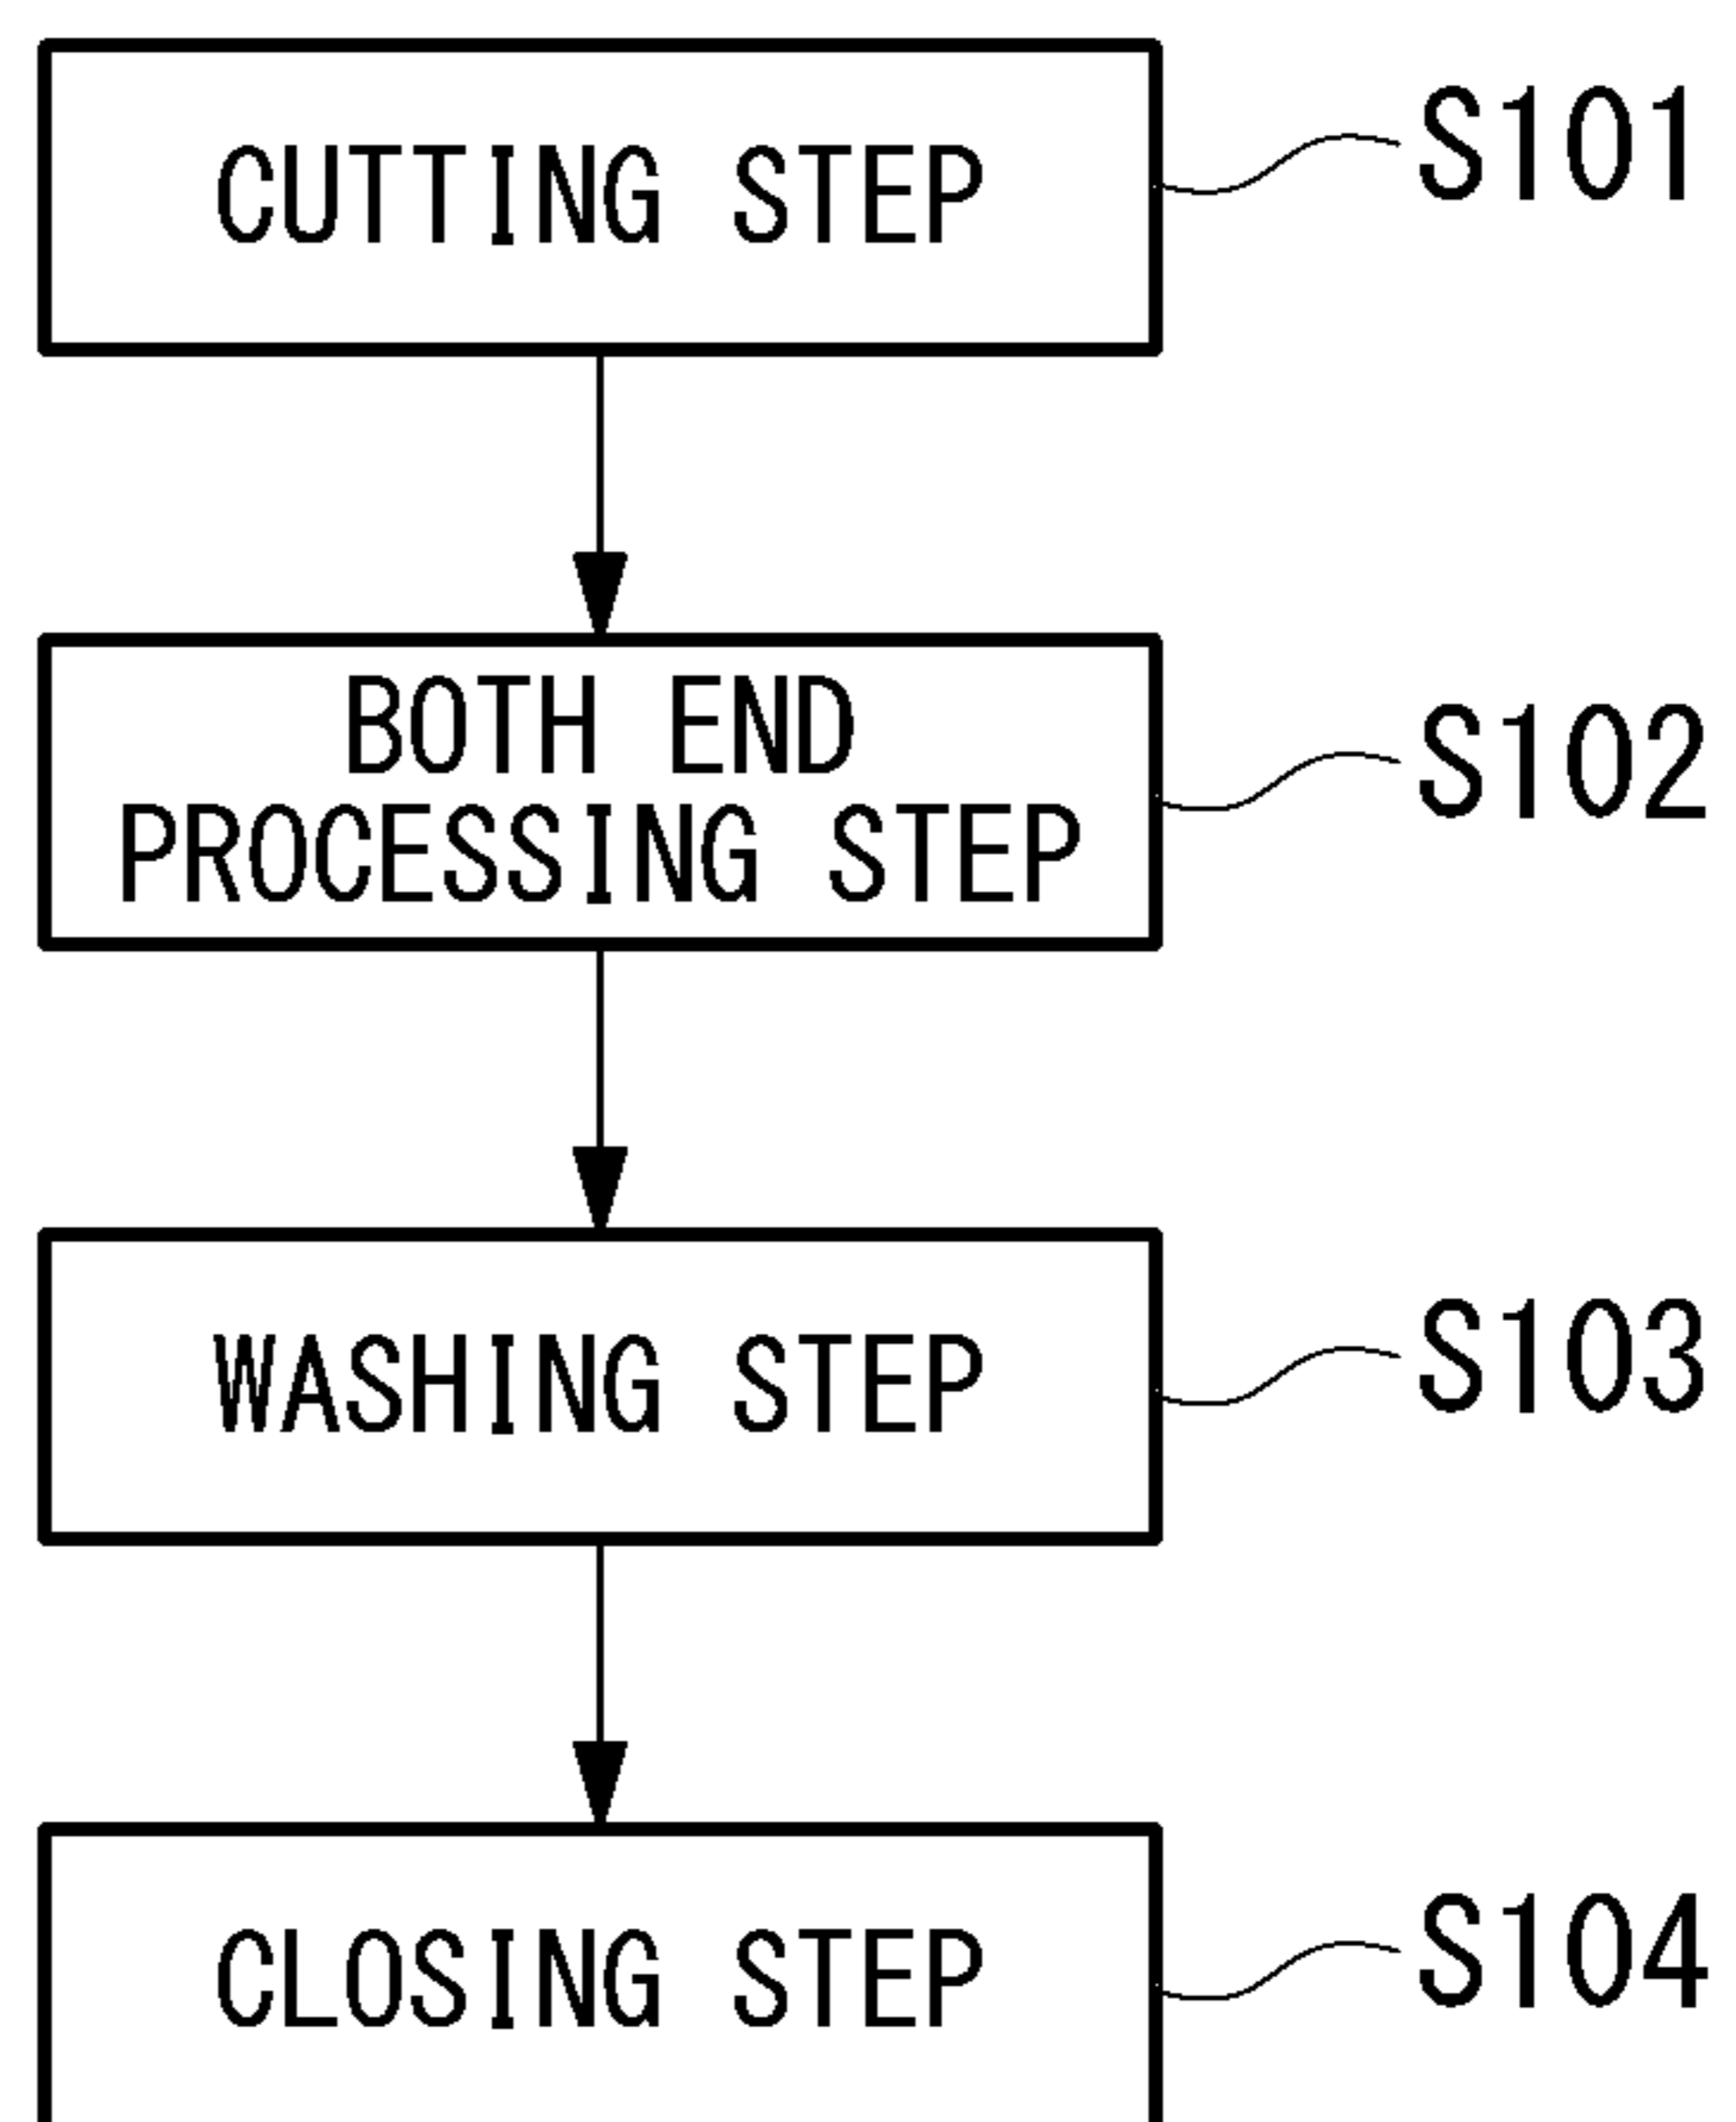 CUTTING STEP
S101
BOTH END
PROCESSING STEP
S102
WASHING STEP
S103
CLOSING STEP
S104